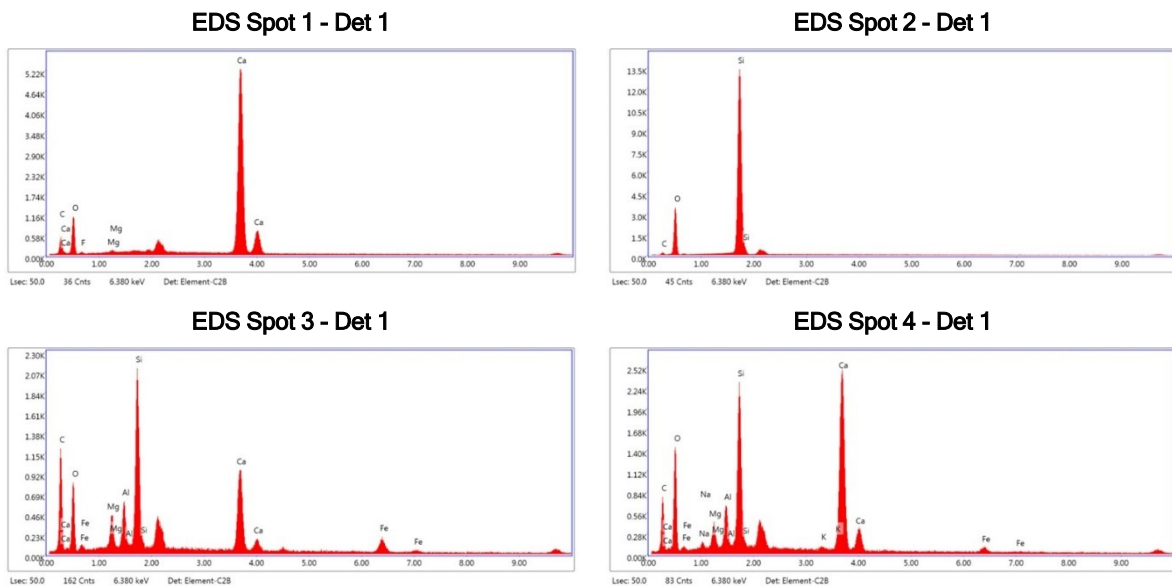 EDS Spot 1 - Det 1
5.22K
4.64K
4.06K
3.48K
2.90K
2.32K
1.74K
1.16K
0.58K
0.00K
C
O
Ca
Ca
F
Mg
Mg
Ca
Ca
0.00 1.00 2.00 3.00 4.00 5.00 6.00 7.00 8.00 9.00
Lsec: 50.0 36 Cnts 6.380 keV Det: Element-C2B
EDS Spot 2 - Det 1
13.5K
12.0K
10.5K
9.0K
7.5K
6.0K
4.5K
3.0K
1.5K
0.0K
C
O
Si
Si
0.00 1.00 2.00 3.00 4.00 5.00 6.00 7.00 8.00 9.00
Lsec: 50.0 45 Cnts 6.380 keV Det: Element-C2B
EDS Spot 3 - Det 1
2.30K
2.07K
1.84K
1.61K
1.38K
1.15K
0.92K
0.69K
0.46K
0.23K
0.00K
C
O
Ca
Ca
Fe
Fe
Mg
Mg
Al
Al
Si
Si
Ca
Ca
Fe
Fe
0.00 1.00 2.00 3.00 4.00 5.00 6.00 7.00 8.00 9.00
Lsec: 50.0 162 Cnts 6.380 keV Det: Element-C2B
EDS Spot 4 - Det 1
2.52K
2.24K
1.96K
1.68K
1.40K
1.12K
0.84K
0.56K
0.28K
0.00K
C
O
Ca
Ca
Fe
Fe
Na
Na
Mg
Mg
Al
Al
Si
Si
K
K
Ca
Ca
Fe
Fe
0.00 1.00 2.00 3.00 4.00 5.00 6.00 7.00 8.00 9.00
Lsec: 50.0 83 Cnts 6.380 keV Det: Element-C2B